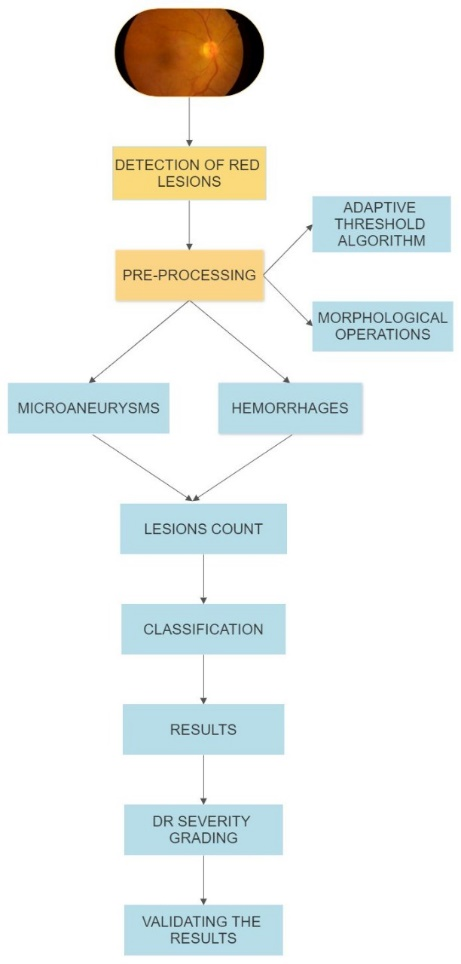 DETECTION OF RED
LESIONS
ADAPTIVE
THRESHOLD
ALGORITHM
PRE-PROCESSING
MORPHOLOGICAL
OPERATIONS
MICROANEURYSMS
HEMORRHAGES
LESIONS COUNT
CLASSIFICATION
RESULTS
DR SEVERITY
GRADING
VALIDATING THE
RESULTS